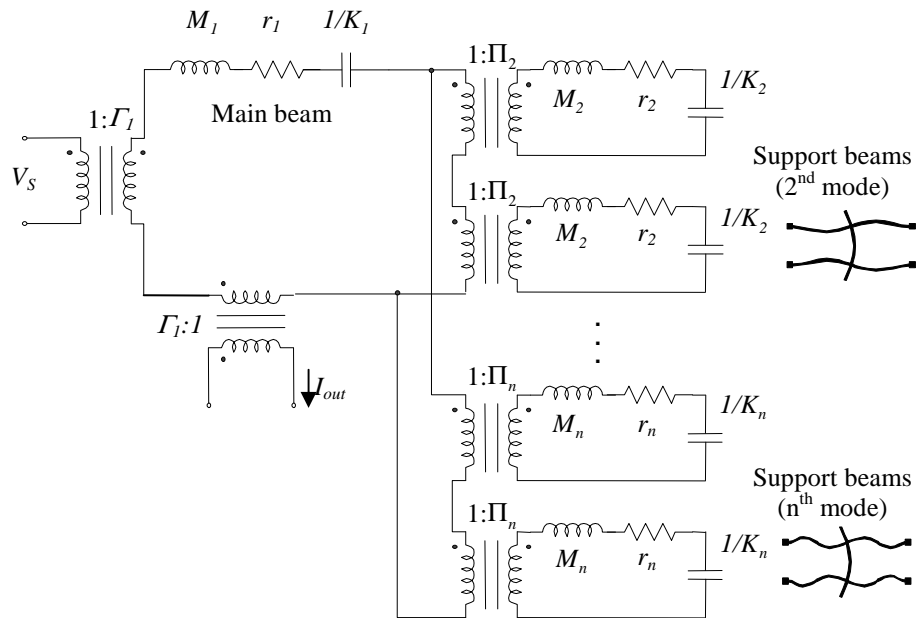 M₁ r₁ 1/K₁
1:Π₂
M₂ r₂ 1/K₂
Main beam
1:Γ₁
V_S
Support beams
(2ⁿᵈ mode)
1:Π₂
M₂ r₂ 1/K₂
Γ₁:1
I_out
. . .
1:Πₙ
Mₙ rₙ 1/Kₙ
Support beams
(nᵗʰ mode)
1:Πₙ
Mₙ rₙ 1/Kₙ